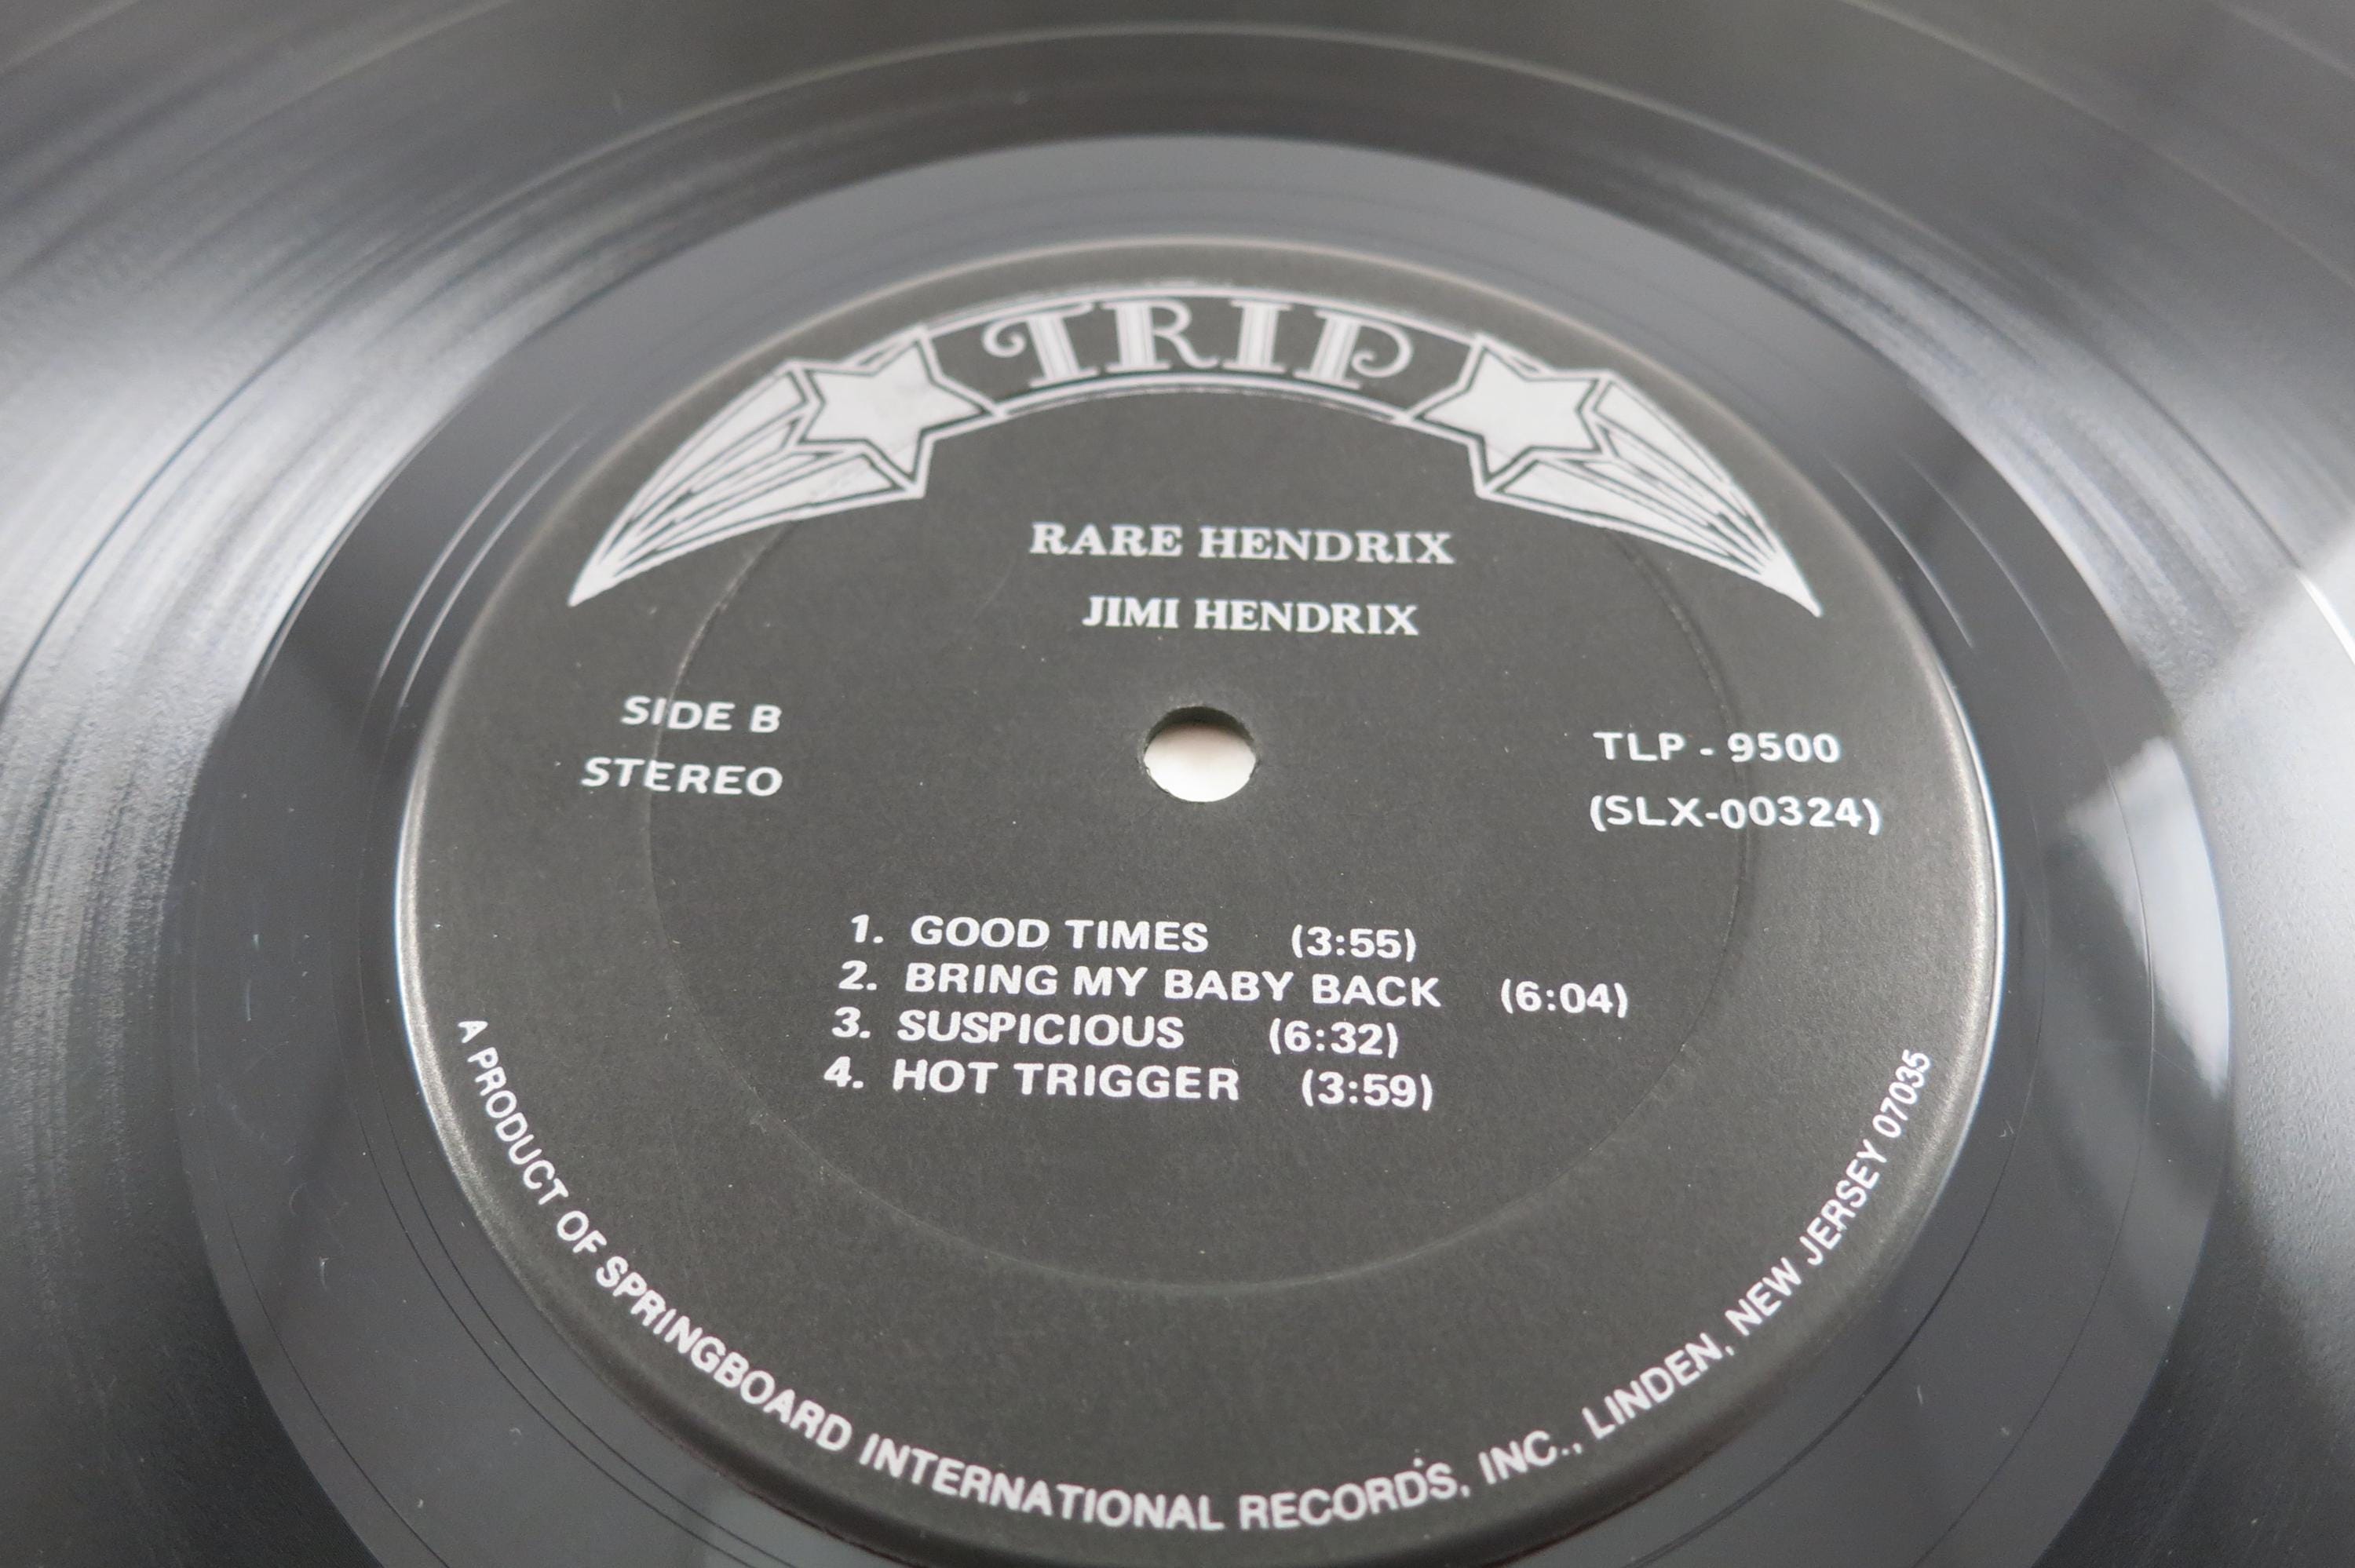 TRIP
RARE HENDRIX
JIMI HENDRIX
SIDE B
STEREO
TLP - 9500
(SLX-00324)
1. GOOD TIMES (3:55)
2. BRING MY BABY BACK (6:04)
3. SUSPICIOUS (6:32)
4. HOT TRIGGER (3:59)
A PRODUCT OF SPRINGBOARD INTERNATIONAL RECORDS, INC., LINDEN, NEW JERSEY 07035